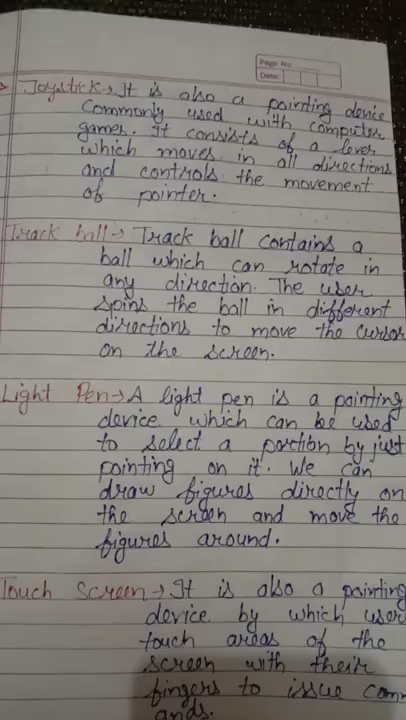 Page No.
Date:
Joystick → It is also a pointing device
commonly used with computer
games. It consists of a lever
which moves in all directions
and controls the movement
of pointer.
Track ball → Track ball contains a
ball which can rotate in
any direction. The user
spins the ball in different
directions to move the cursor
on the screen.
Light Pen → A light pen is a pointing
device which can be used
to select a portion by just
pointing on it. We can
draw figures directly on
the screen and move the
figures around.
Touch Screen → It is also a pointing
device by which user
touch areas of the
screen with their
fingers to issue comm
ands.